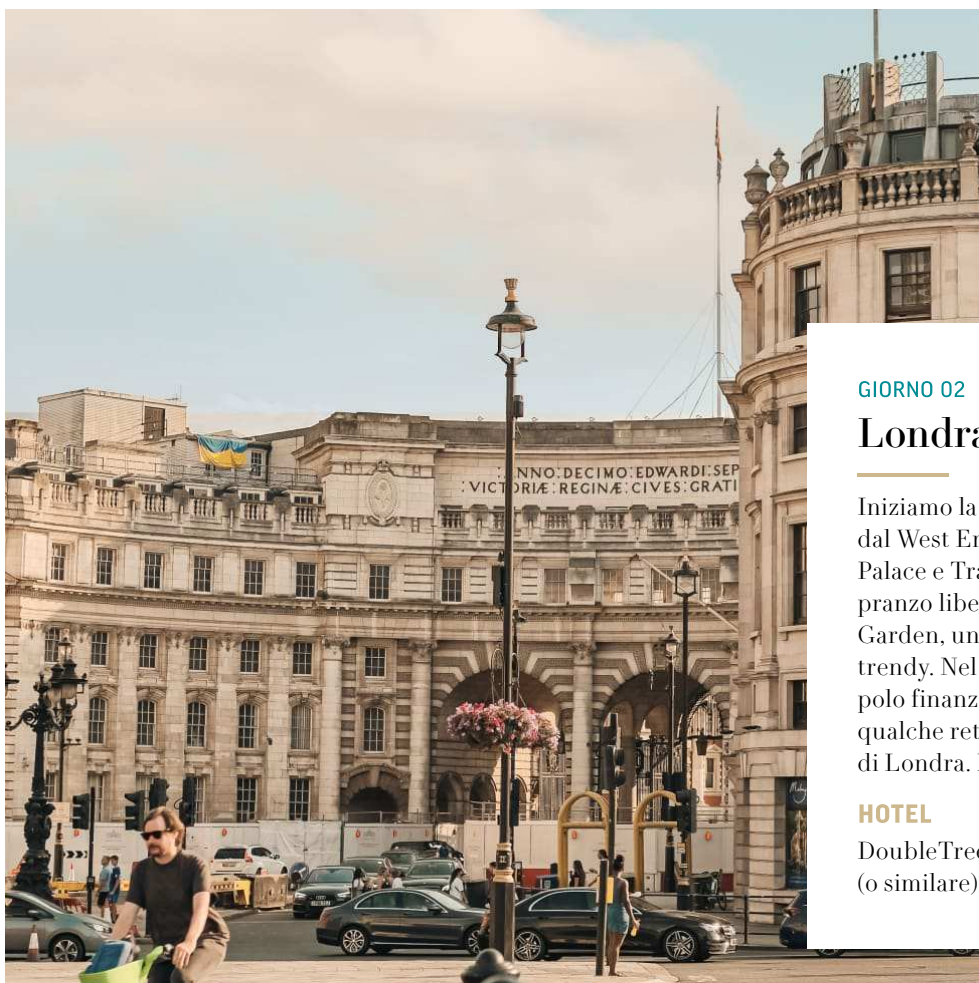 ANNO : DECIMO : EDWARDI : SEP
: VICTORIÆ : REGINÆ : CIVES : GRATI
GIORNO 02
Londra
Iniziamo la
dal West En
Palace e Tra
pranzo libe
Garden, un
trendy. Nel
polo finanz
qualche ret
di Londra.
HOTEL
DoubleTree
(o similare)